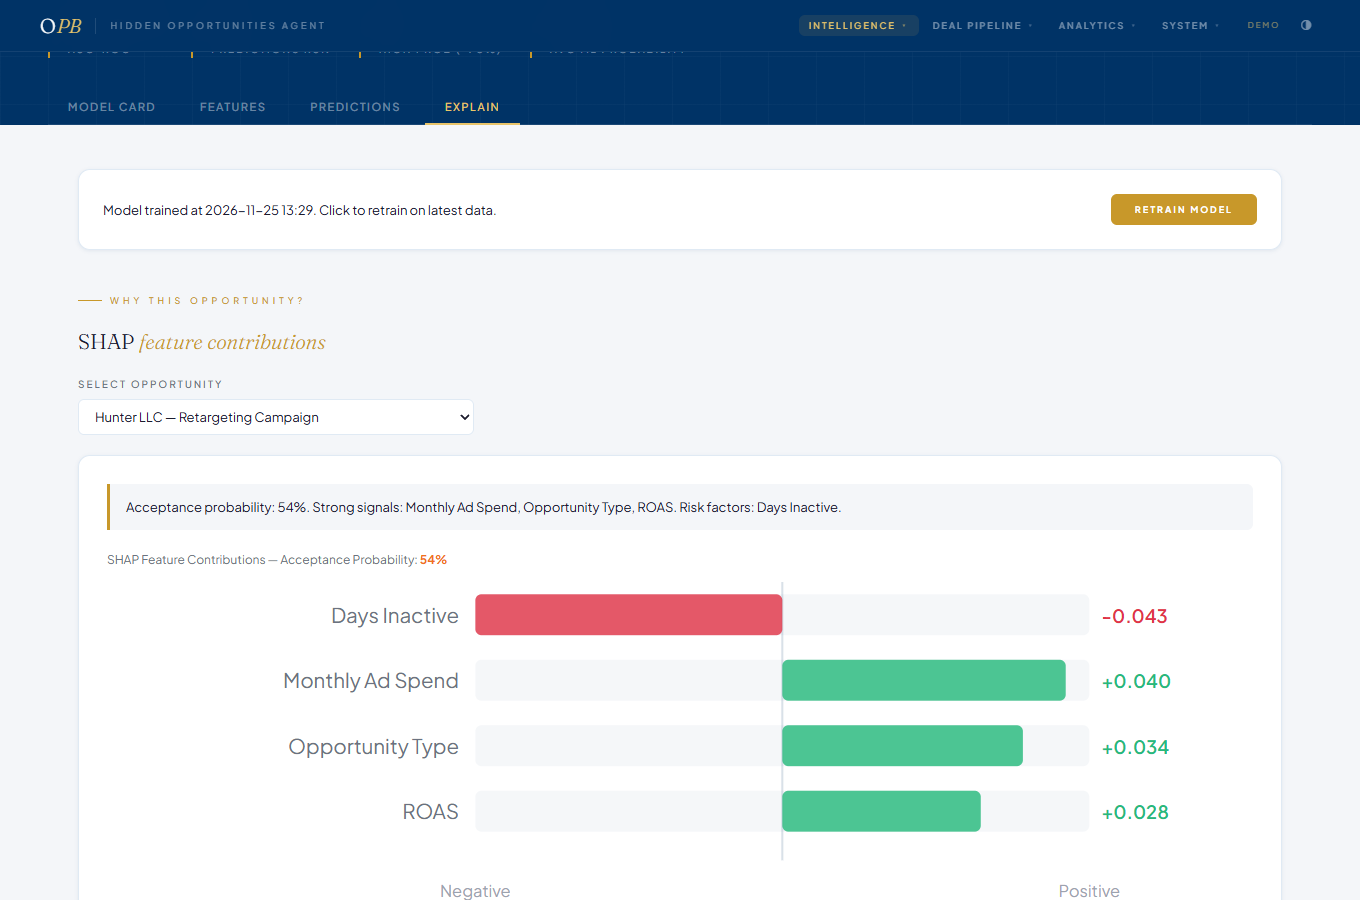 OPB HIDDEN OPPORTUNITIES AGENT INTELLIGENCE DEAL PIPELINE ANALYTICS SYSTEM DEMO
MODEL CARD FEATURES PREDICTIONS EXPLAIN
Model trained at 2026-11-25 13:29. Click to retrain on latest data. RETRAIN MODEL
WHY THIS OPPORTUNITY?
SHAP feature contributions
SELECT OPPORTUNITY
Hunter LLC — Retargeting Campaign
Acceptance probability: 54%. Strong signals: Monthly Ad Spend, Opportunity Type, ROAS. Risk factors: Days Inactive.
SHAP Feature Contributions — Acceptance Probability: 54%
Days Inactive -0.043
Monthly Ad Spend +0.040
Opportunity Type +0.034
ROAS +0.028
Negative Positive